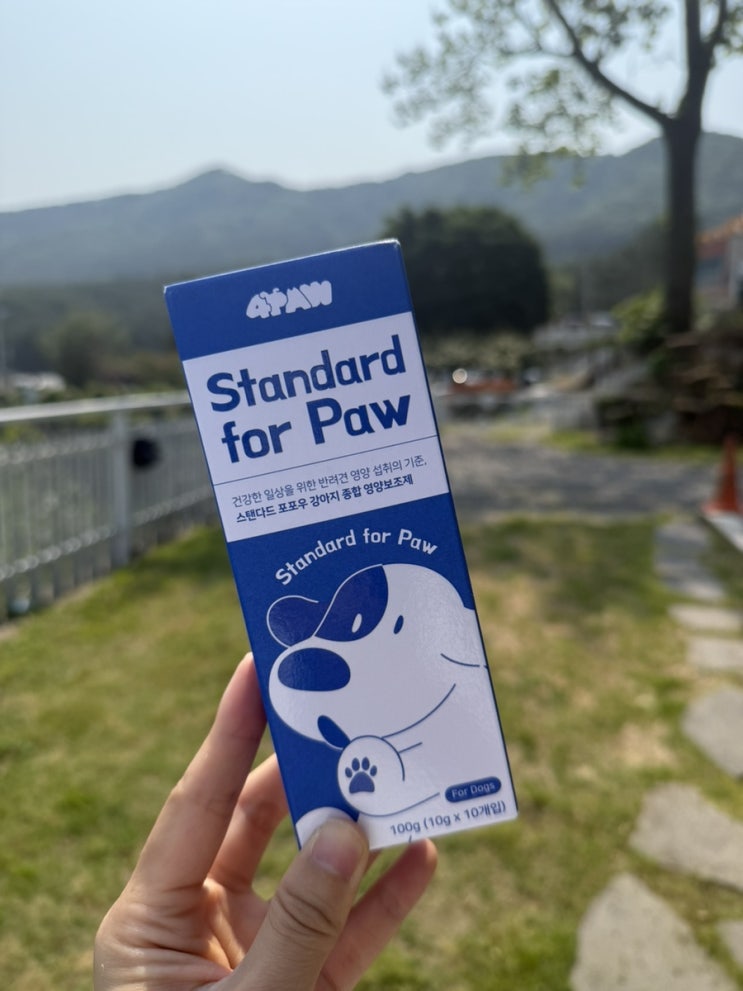 4PAW
Standard
for Paw
건강한 일상을 위한 반려견 영양 섭취의 기준,
스탠다드 포포우 강아지 종합 영양보조제
Standard for Paw
For Dogs
100g (10g x 10개입)